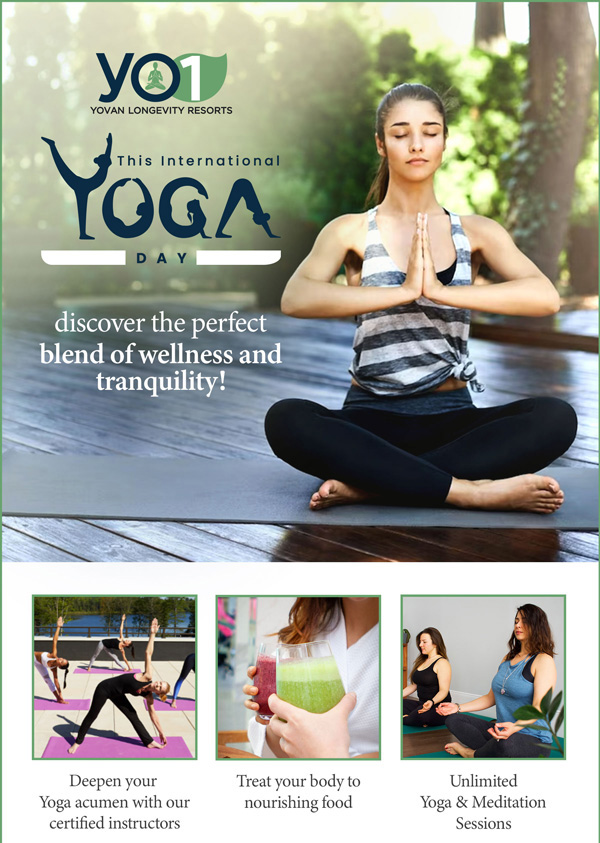 yo1
YOVAN LONGEVITY RESORTS
This International
YOGA
DAY
discover the perfect
blend of wellness and
tranquility!
Deepen your
Yoga acumen with our
certified instructors
Treat your body to
nourishing food
Unlimited
Yoga & Meditation
Sessions